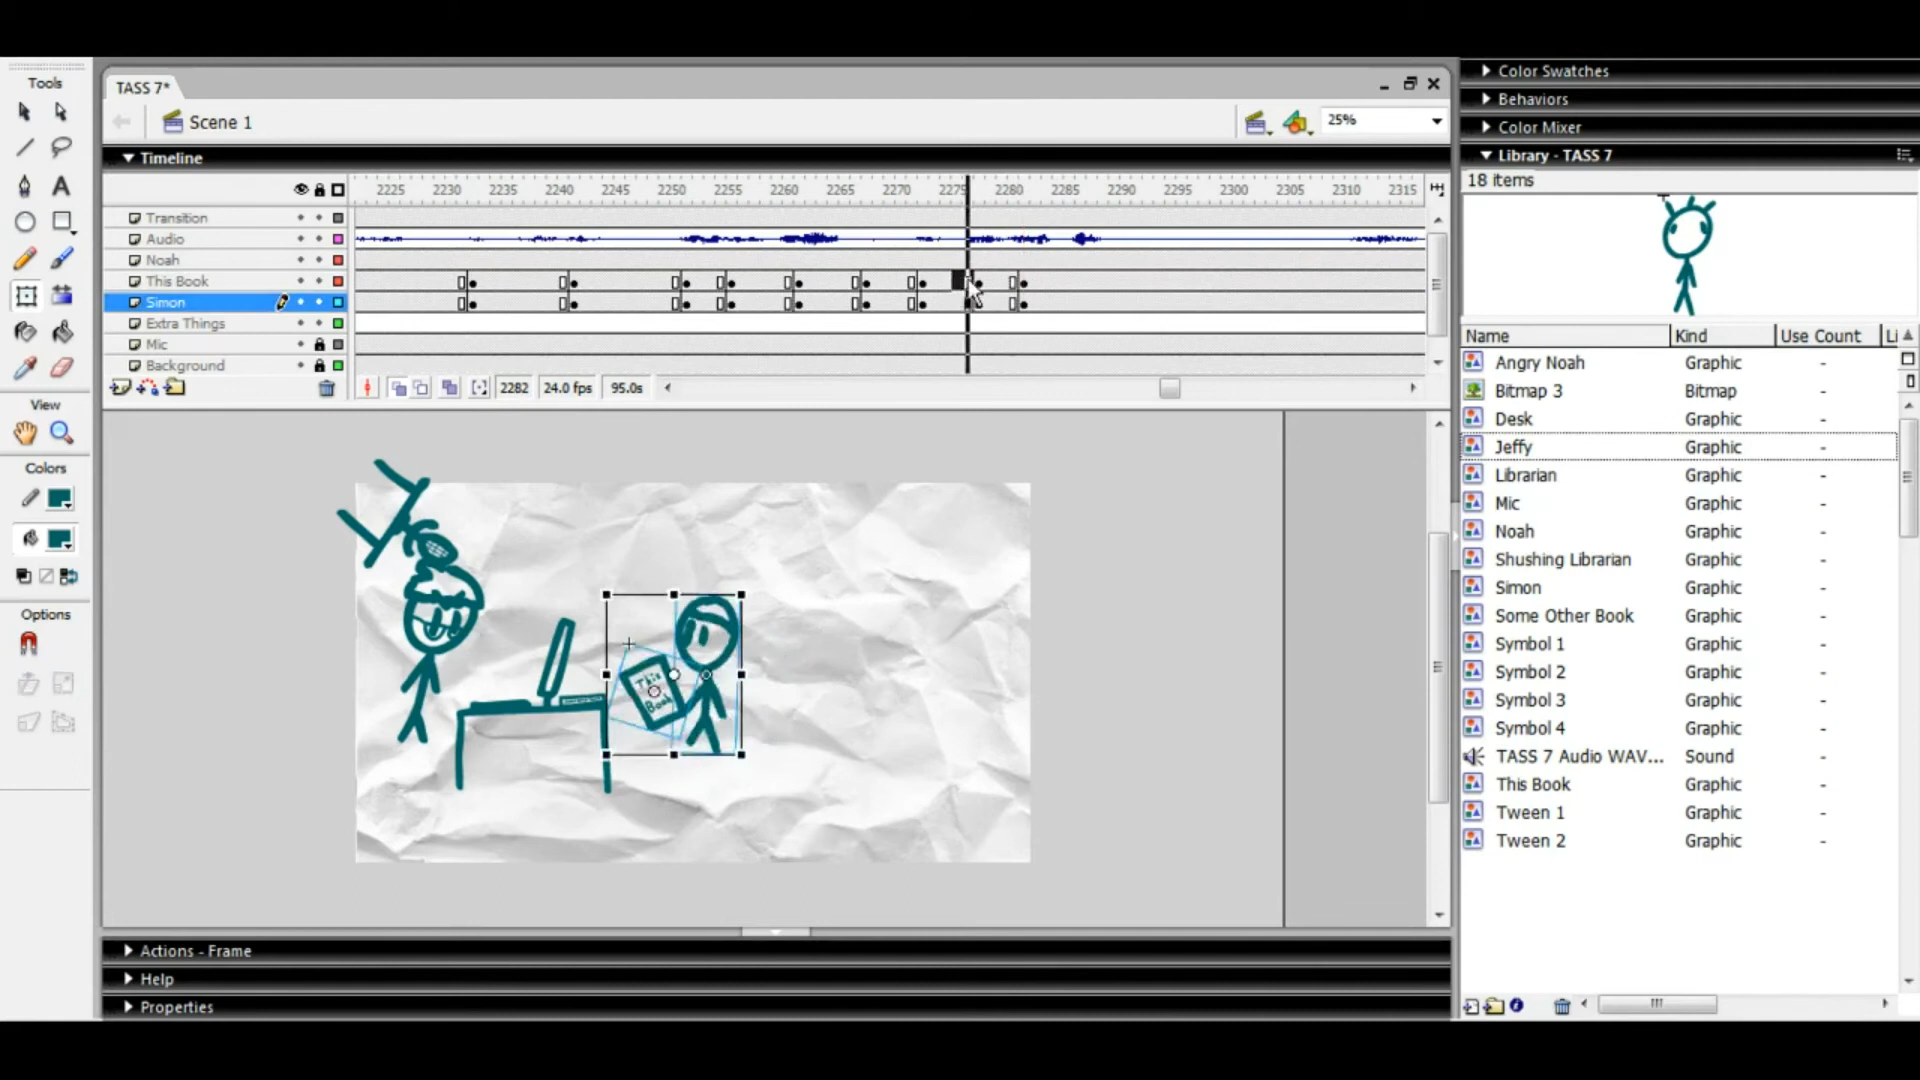 Tools
TASS 7*
Scene 1
25%
Timeline
2225 2230 2235 2240 2245 2250 2255 2260 2265 2270 2275 2280 2285 2290 2295 2300 2305 2310 2315
Transition
Audio
Noah
This Book
Simon
Extra Things
Mic
Background
2282 24.0 fps 95.0s
View
Colors
Options
This
Book
Actions - Frame
Help
Properties
Color Swatches
Behaviors
Color Mixer
Library - TASS 7
18 items
Name Kind Use Count Li
Angry Noah Graphic -
Bitmap 3 Bitmap -
Desk Graphic -
Jeffy Graphic -
Librarian Graphic -
Mic Graphic -
Noah Graphic -
Shushing Librarian Graphic -
Simon Graphic -
Some Other Book Graphic -
Symbol 1 Graphic -
Symbol 2 Graphic -
Symbol 3 Graphic -
Symbol 4 Graphic -
TASS 7 Audio WAV... Sound -
This Book Graphic -
Tween 1 Graphic -
Tween 2 Graphic -